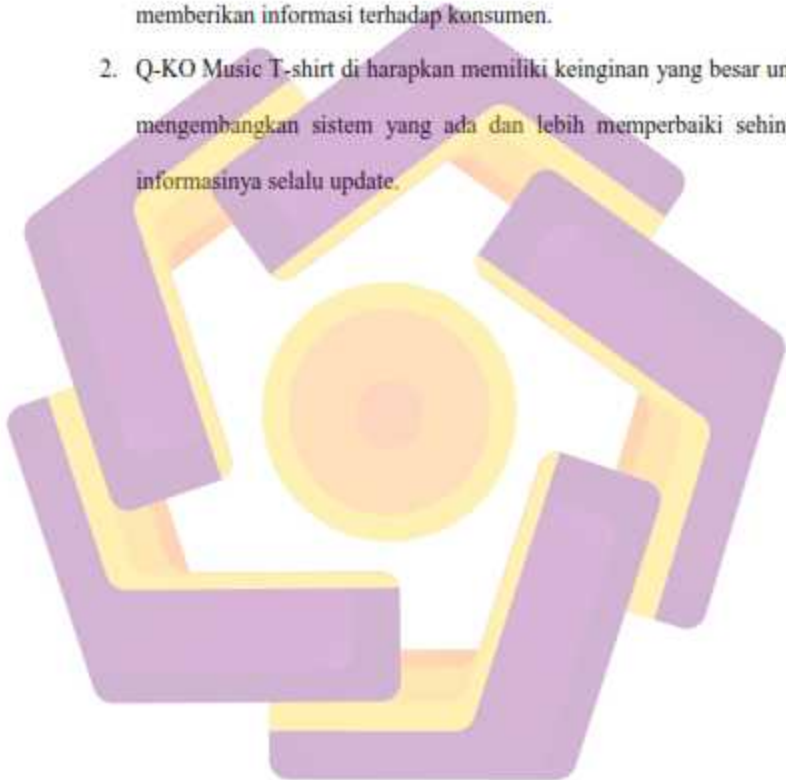 memberikan informasi terhadap konsumen.
2. Q-KO Music T-shirt di harapkan memiliki keinginan yang besar
mengembangkan sistem yang ada dan lebih memperbaiki
informasinya selalu update.